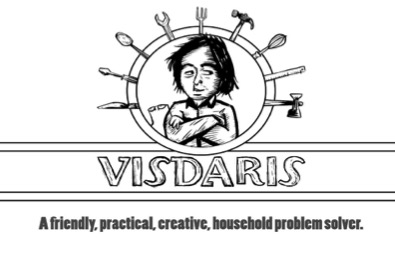 VISDARIS
A friendly, practical, creative, household problem solver.